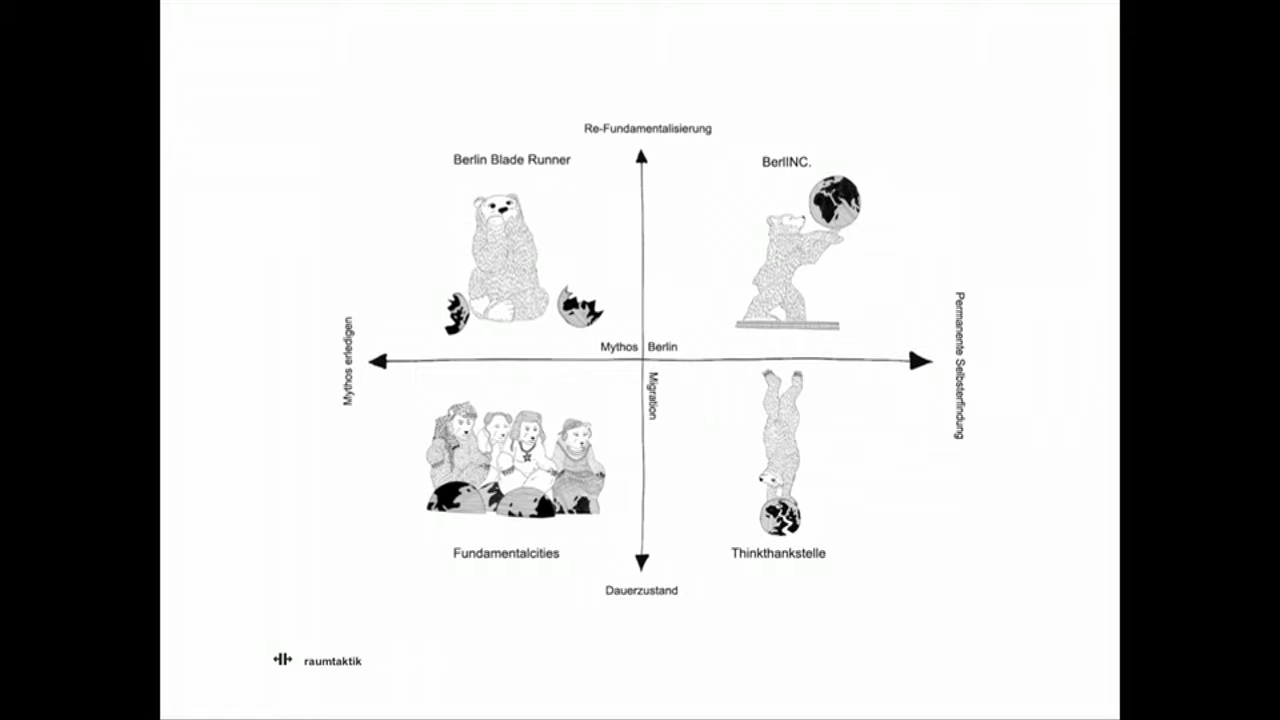 Re-Fundamentalisierung
Berlin Blade Runner
BerlINC.
Mythos Berlin
Mythos erledigen
Permanente Selbsterfindung
Migration
Fundamentalcities
Thinkthankstelle
Dauerzustand
raumtaktik